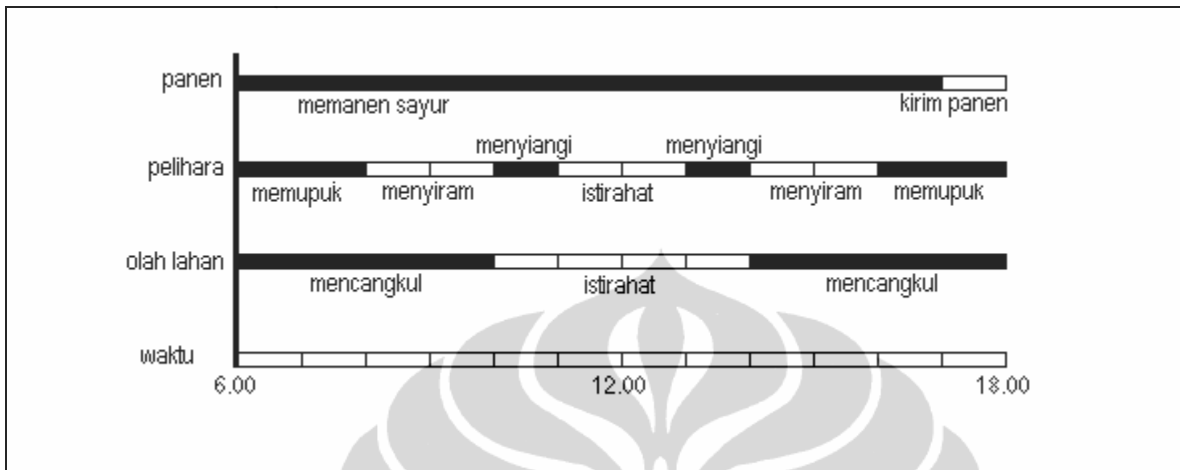 panen
memanen sayur
kirim panen
menyiangi
menyiangi
pelihara
memupuk
menyiram
istirahat
menyiram
memupuk
olah lahan
mencangkul
istirahat
mencangkul
waktu
6.00
12.00
18.00